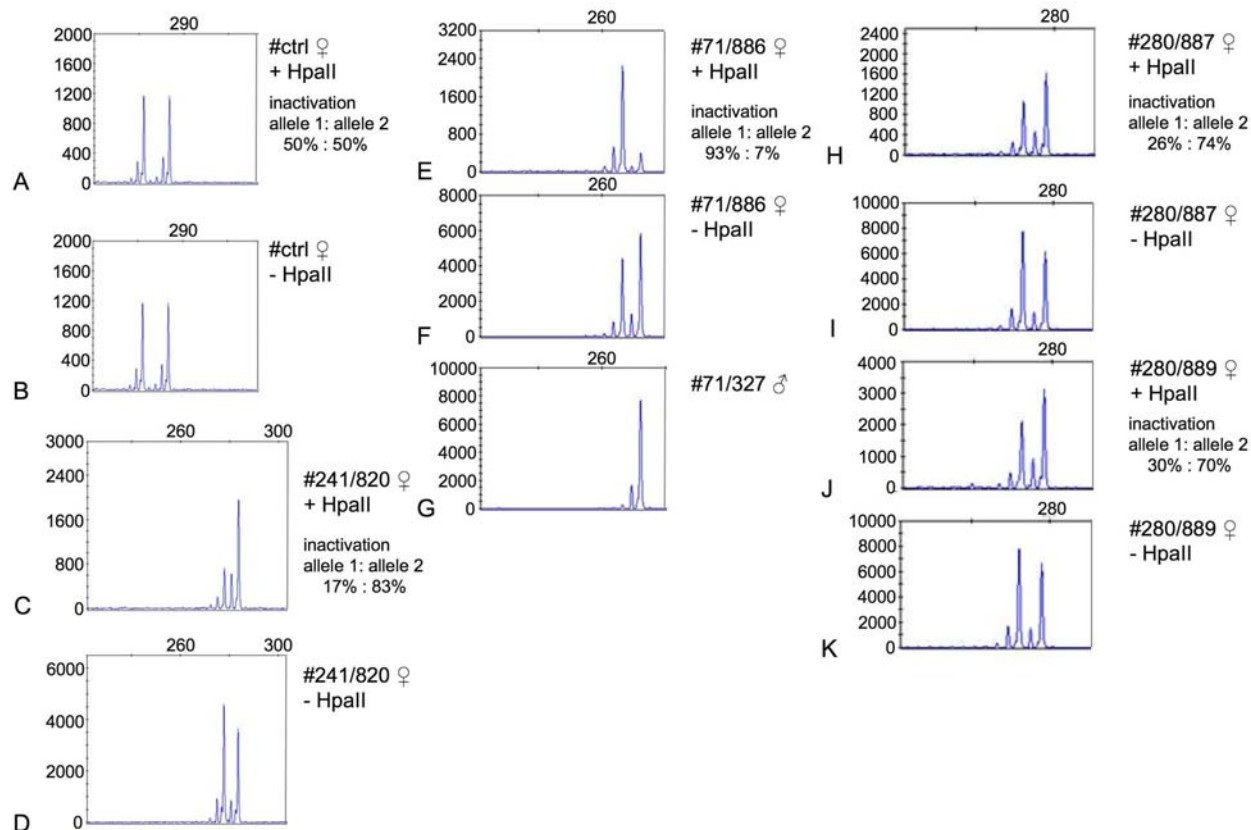 290
2000
1600
1200
800
400
0
A
#ctrl ♀
+ HpaII
inactivation
allele 1: allele 2
50% : 50%
290
2000
1600
1200
800
400
0
B
#ctrl ♀
- HpaII
260 300
3000
2400
1600
800
0
C
#241/820 ♀
+ HpaII
inactivation
allele 1: allele 2
17% : 83%
260 300
6000
4000
2000
0
D
#241/820 ♀
- HpaII
260
3200
2400
1600
800
0
E
#71/886 ♀
+ HpaII
inactivation
allele 1: allele 2
93% : 7%
260
8000
6000
4000
2000
0
F
#71/886 ♀
- HpaII
260
10000
8000
6000
4000
2000
0
G
#71/327 ♂
280
2400
2000
1600
1200
800
400
0
H
#280/887 ♀
+ HpaII
inactivation
allele 1: allele 2
26% : 74%
280
10000
8000
6000
4000
2000
0
I
#280/887 ♀
- HpaII
280
4000
3000
2000
1000
0
J
#280/889 ♀
+ HpaII
inactivation
allele 1: allele 2
30% : 70%
280
10000
8000
6000
4000
2000
0
K
#280/889 ♀
- HpaII